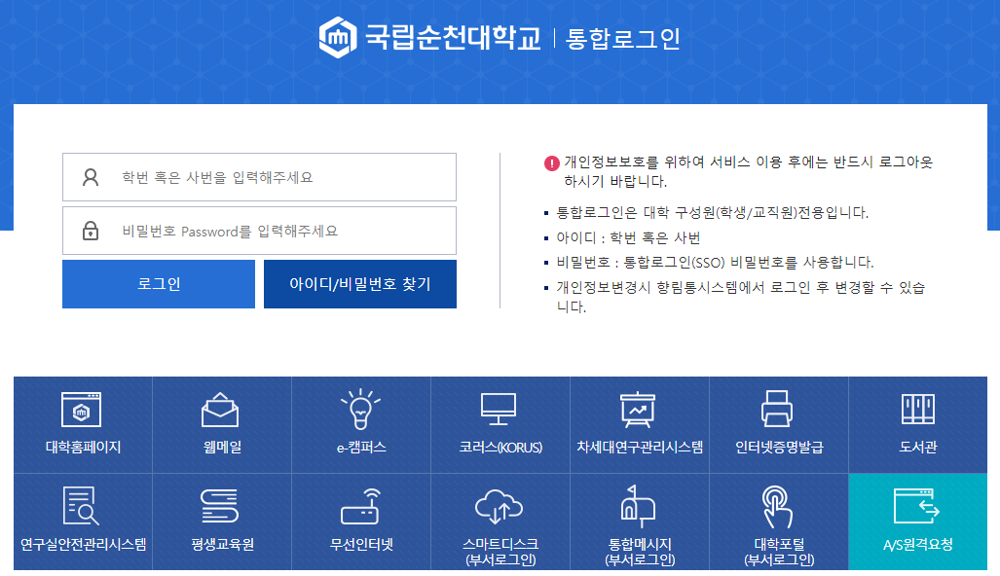 국립순천대학교 | 통합로그인
학번 혹은 사번을 입력해주세요
비밀번호 Password를 입력해주세요
로그인
아이디/비밀번호 찾기
개인정보보호를 위하여 서비스 이용 후에는 반드시 로그아웃
하시기 바랍니다.
통합로그인은 대학 구성원(학생/교직원)전용입니다.
아이디 : 학번 혹은 사번
비밀번호 : 통합로그인(SSO) 비밀번호를 사용합니다.
개인정보변경시 향림통시스템에서 로그인 후 변경할 수 있습
니다.
대학홈페이지
웹메일
e-캠퍼스
코러스(KORUS)
차세대연구관리시스템
인터넷증명발급
도서관
연구실안전관리시스템
평생교육원
무선인터넷
스마트디스크
(부서로그인)
통합메시지
(부서로그인)
대학포털
(부서로그인)
A/S원격요청